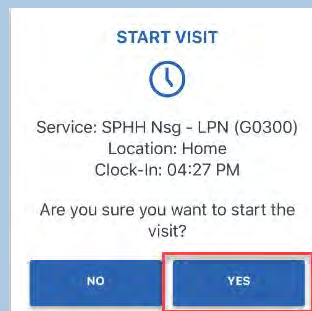 START VISIT
Service: SPHH Nsg - LPN (G0300)
Location: Home
Clock-In: 04:27 PM
Are you sure you want to start the
visit?
NO YES